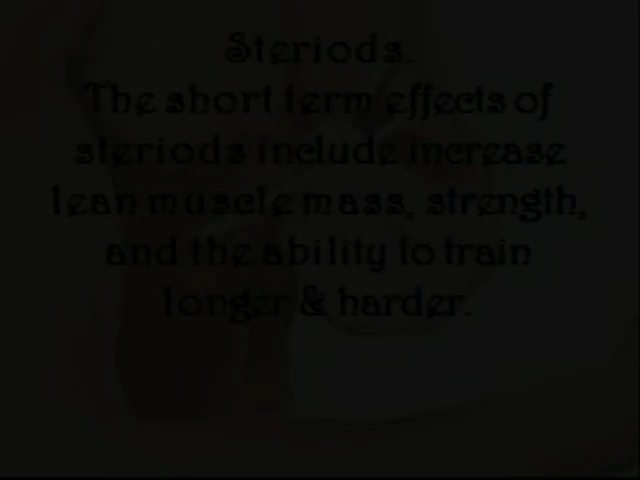 Steriods.
The short term effects of
steriods include increase
lean muscle mass, strength,
and the ability to train
longer & harder.